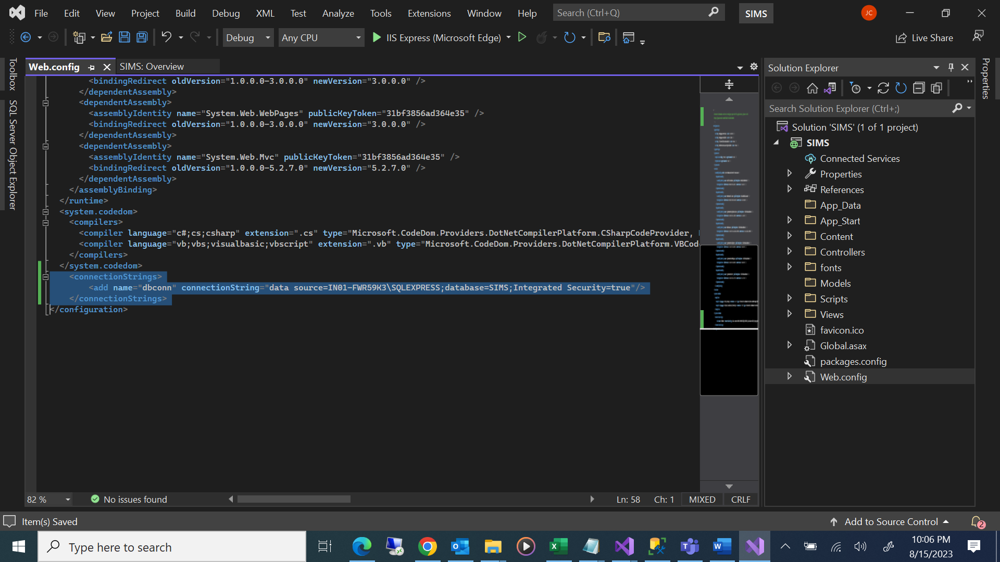 File Edit View Project Build Debug XML Test Analyze Tools Extensions Window Help Search (Ctrl+Q) SIMS JC
Debug Any CPU IIS Express (Microsoft Edge) Live Share
Toolbox
SQL Server Object Explorer
Web.config SIMS: Overview
<bindingRedirect oldVersion="1.0.0.0-3.0.0.0" newVersion="3.0.0.0" />
</dependentAssembly>
<dependentAssembly>
<assemblyIdentity name="System.Web.WebPages" publicKeyToken="31bf3856ad364e35" />
<bindingRedirect oldVersion="1.0.0.0-3.0.0.0" newVersion="3.0.0.0" />
</dependentAssembly>
<dependentAssembly>
<assemblyIdentity name="System.Web.Mvc" publicKeyToken="31bf3856ad364e35" />
<bindingRedirect oldVersion="1.0.0.0-5.2.7.0" newVersion="5.2.7.0" />
</dependentAssembly>
</assemblyBinding>
</runtime>
<system.codedom>
<compilers>
<compiler language="c#;cs;csharp" extension=".cs" type="Microsoft.CodeDom.Providers.DotNetCompilerPlatform.CSharpCodeProvider,
<compiler language="vb;vbs;visualbasic;vbscript" extension=".vb" type="Microsoft.CodeDom.Providers.DotNetCompilerPlatform.VBCode
</compilers>
</system.codedom>
<connectionStrings>
<add name="dbconn" connectionString="data source=IN01-FWR59K3\SQLEXPRESS;database=SIMS;Integrated Security=true"/>
</connectionStrings>
</configuration>
82 % No issues found Ln: 58 Ch: 1 MIXED CRLF
Solution Explorer
Search Solution Explorer (Ctrl+;)
Solution 'SIMS' (1 of 1 project)
SIMS
Connected Services
Properties
References
App_Data
App_Start
Content
Controllers
fonts
Models
Scripts
Views
favicon.ico
Global.asax
packages.config
Web.config
Properties
Item(s) Saved Add to Source Control 2
Type here to search
10:06 PM
8/15/2023